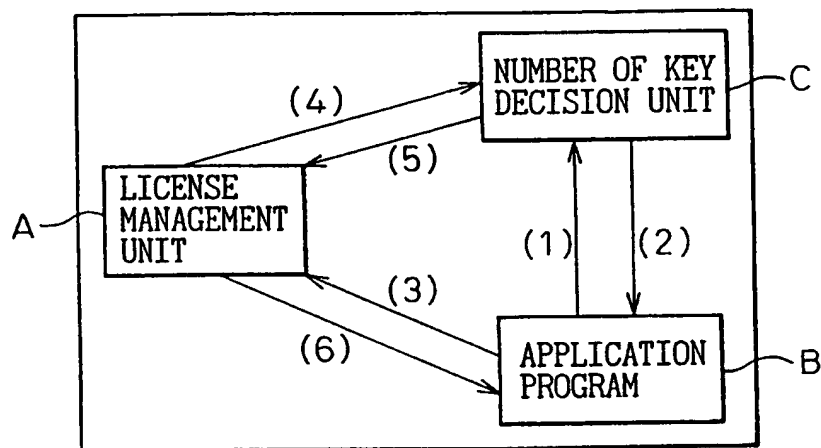 NUMBER OF KEY
DECISION UNIT
C
(4)
(5)
LICENSE
MANAGEMENT
UNIT
A
(1)
(2)
(3)
(6)
APPLICATION
PROGRAM
B